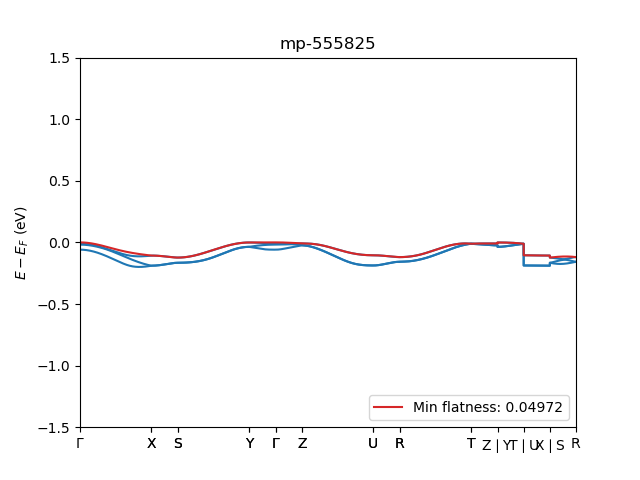 mp-555825
E − E_F (eV)
1.5
1.0
0.5
0.0
−0.5
−1.0
−1.5
Min flatness: 0.04972
Γ X S Y Γ Z U R T Z | Y T | U X | S R